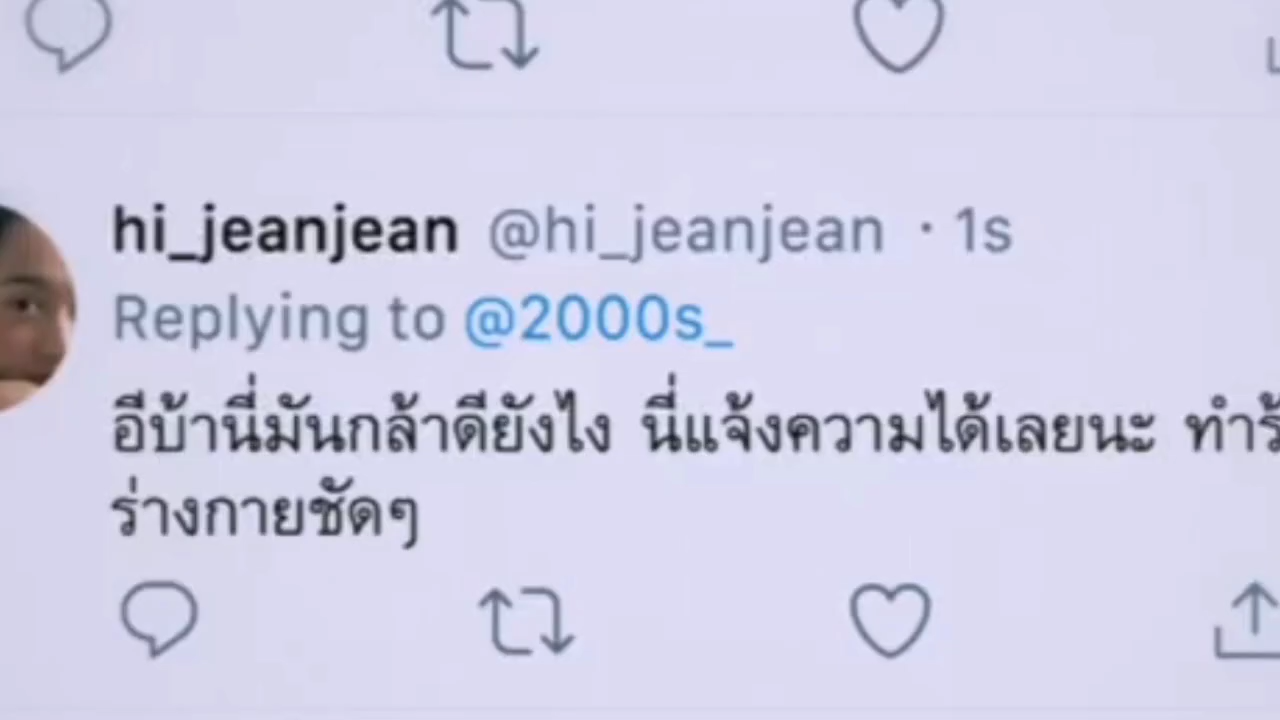 hi_jeanjean @hi_jeanjean · 1s
Replying to @2000s_
อีบ้านี่มันกล้าดียังไง นี่แจ้งความได้เลยนะ
ร่างกายชัดๆ